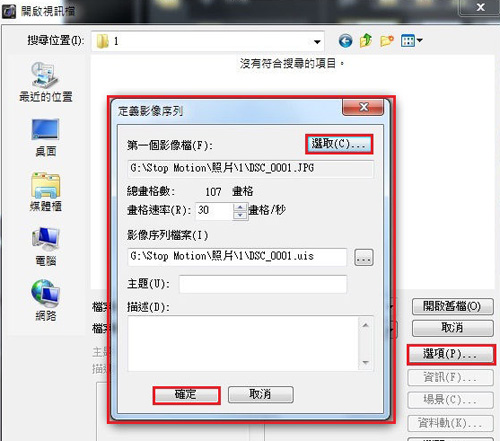 開啟視訊檔
搜尋位置(I): 1
沒有符合搜尋的項目。
最近的位置
桌面
媒體櫃
電腦
網路
定義影像序列
第一個影像檔(F): 選取(C)...
G:\Stop Motion\照片\1\DSC_0001.JPG
總畫格數: 107 畫格
畫格速率(R): 30 畫格/秒
影像序列檔案(I)
G:\Stop Motion\照片\1\DSC_0001.uis ...
主題(U):
描述(D):
確定 取消
檔案
檔案
主題
描述
開啟舊檔(O)
取消
選項(P)...
資訊(F)...
場景(C)...
資料軌(K)...